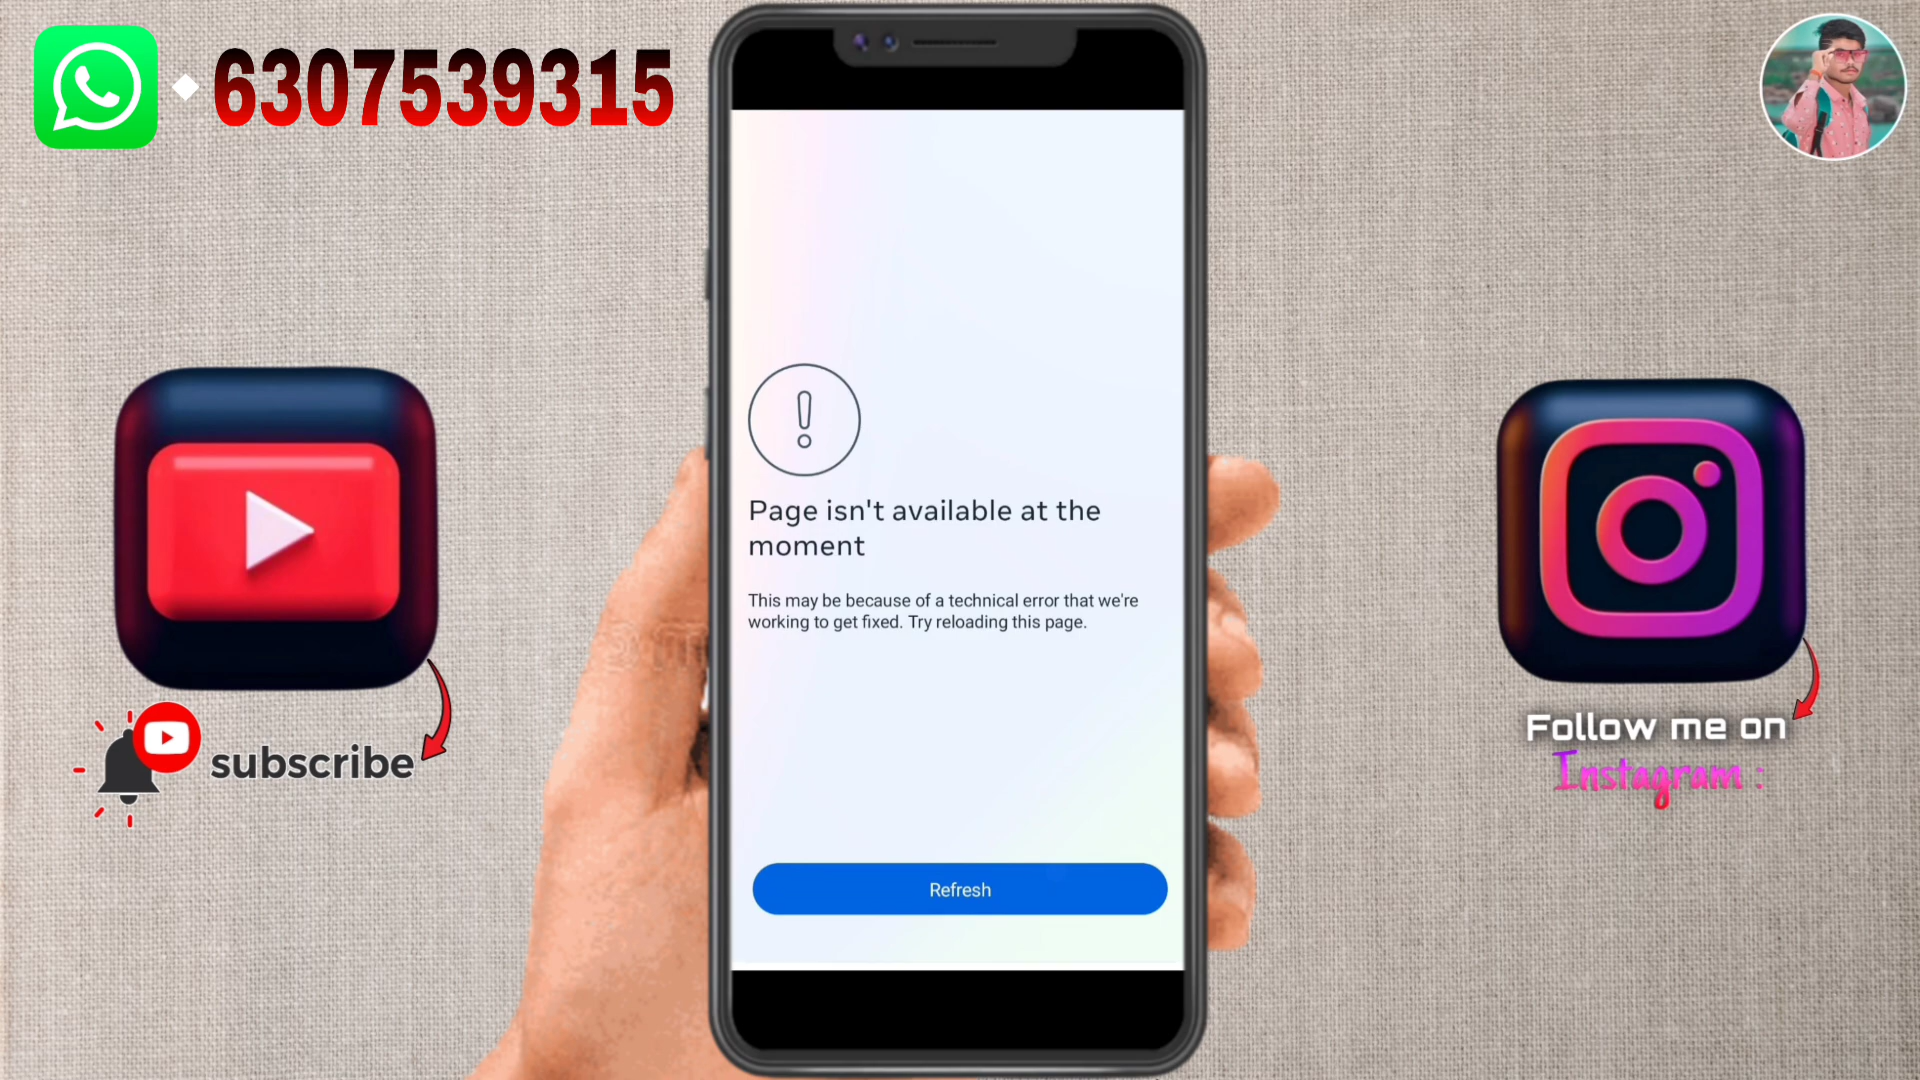 6307539315
Page isn't available at the
moment
This may be because of a technical error that we're
working to get fixed. Try reloading this page.
Refresh
subscribe
Follow me on
Instagram :